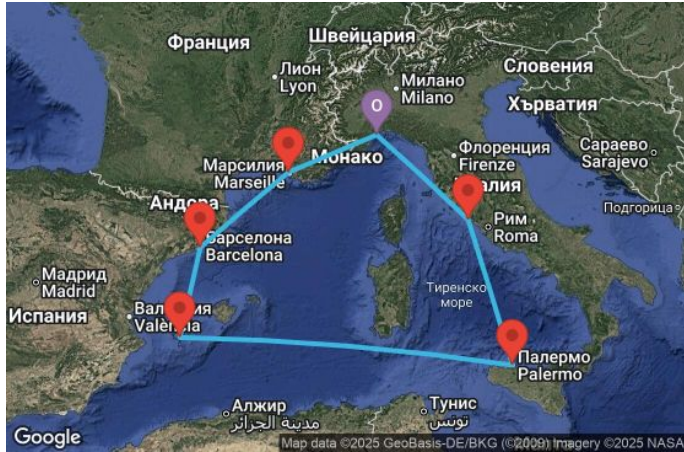 Франция
Швейцария
Словения
Лион
Lyon
Милано
Milano
Хърватия
О
Марсилия
Marseille
Монако
Флоренция
Firenze
Сараево
Sarajevo
Андора
Барселона
Barcelona
Рим
Roma
Подгорица
Мадрид
Madrid
Испания
València
Тиренско
море
Палермо
Palermo
Алжир
مدينة الجزائر
Тунис
تونس
Google
Map data ©2025 GeoBasis-DE/BKG (©2009) Imagery ©2025 NASA